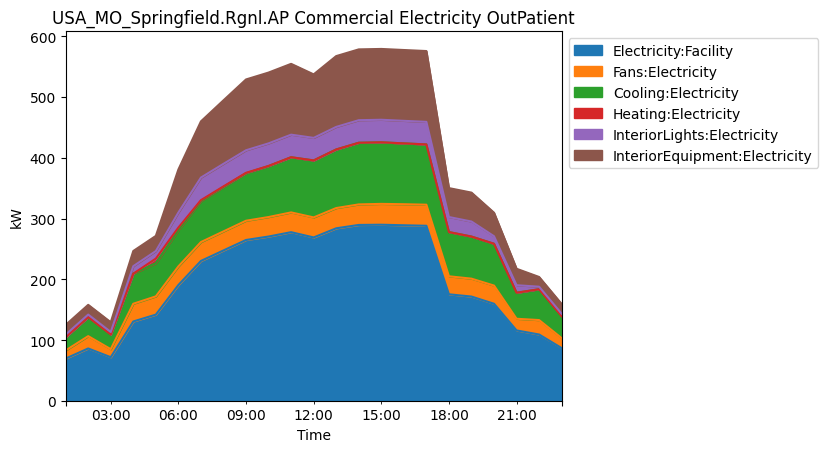 USA_MO_Springfield.Rgnl.AP Commercial Electricity OutPatient
600
500
400
300
200
100
0
kW
03:00 06:00 09:00 12:00 15:00 18:00 21:00
Time
Electricity:Facility
Fans:Electricity
Cooling:Electricity
Heating:Electricity
InteriorLights:Electricity
InteriorEquipment:Electricity